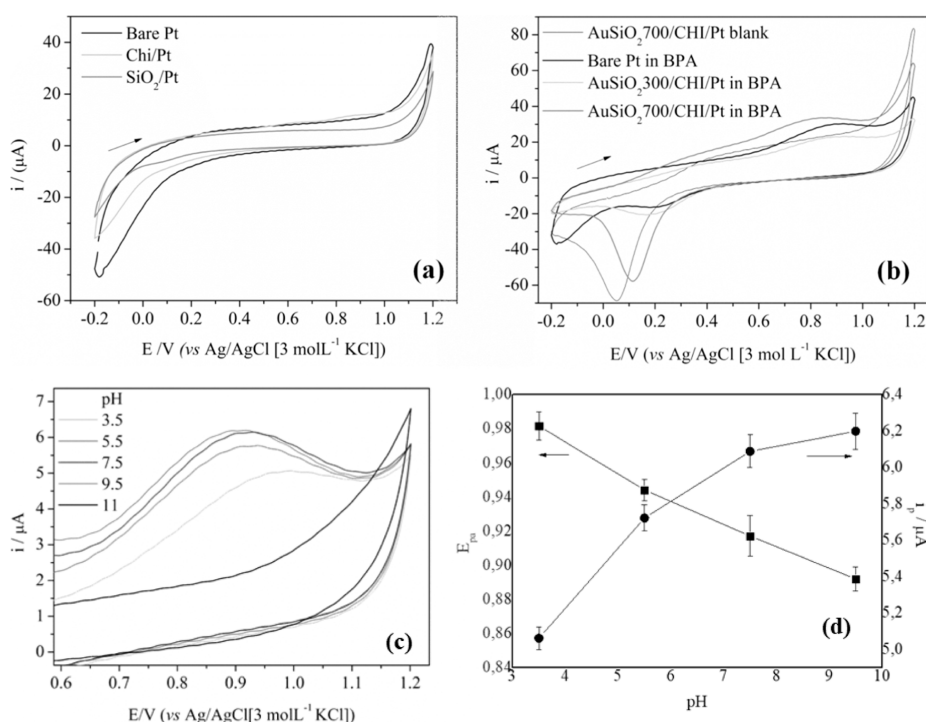 Bare Pt
Chi/Pt
SiO₂/Pt
40
20
0
-20
-40
-60
i / (µA)
-0.2 0.0 0.2 0.4 0.6 0.8 1.0 1.2
E /V (vs Ag/AgCl [3 molL⁻¹ KCl])
(a)
AuSiO₂700/CHI/Pt blank
Bare Pt in BPA
AuSiO₂300/CHI/Pt in BPA
AuSiO₂700/CHI/Pt in BPA
80
60
40
20
0
-20
-40
-60
i / µA
-0.2 0.0 0.2 0.4 0.6 0.8 1.0 1.2
E/V (vs Ag/AgCl [3 mol L⁻¹ KCl])
(b)
pH
3.5
5.5
7.5
9.5
11
7
6
5
4
3
2
1
0
i / µA
0.6 0.7 0.8 0.9 1.0 1.1 1.2
E/V (vs Ag/AgCl[3 molL⁻¹ KCl])
(c)
1,00
0,98
0,96
0,94
0,92
0,90
0,88
0,86
0,84
Epa
6,4
6,2
6,0
5,8
5,6
5,4
5,2
5,0
ip / µA
3 4 5 6 7 8 9 10
pH
(d)